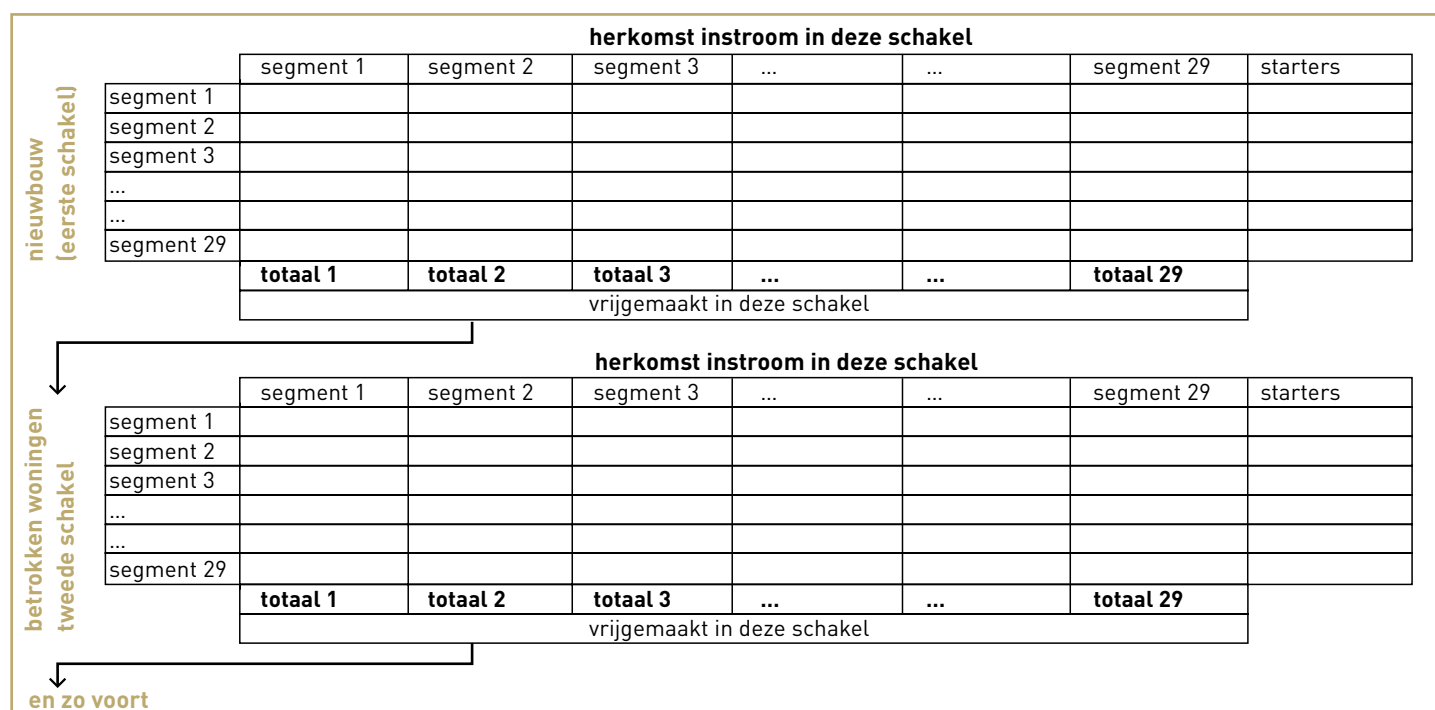 herkomst instroom in deze schakel
segment 1 segment 2 segment 3 ... ... segment 29 starters
nieuwbouw
(eerste schakel)
segment 1
segment 2
segment 3
...
...
segment 29
totaal 1 totaal 2 totaal 3 ... ... totaal 29
vrijgemaakt in deze schakel
herkomst instroom in deze schakel
segment 1 segment 2 segment 3 ... ... segment 29 starters
betrokken woningen
tweede schakel
segment 1
segment 2
segment 3
...
...
segment 29
totaal 1 totaal 2 totaal 3 ... ... totaal 29
vrijgemaakt in deze schakel
en zo voort